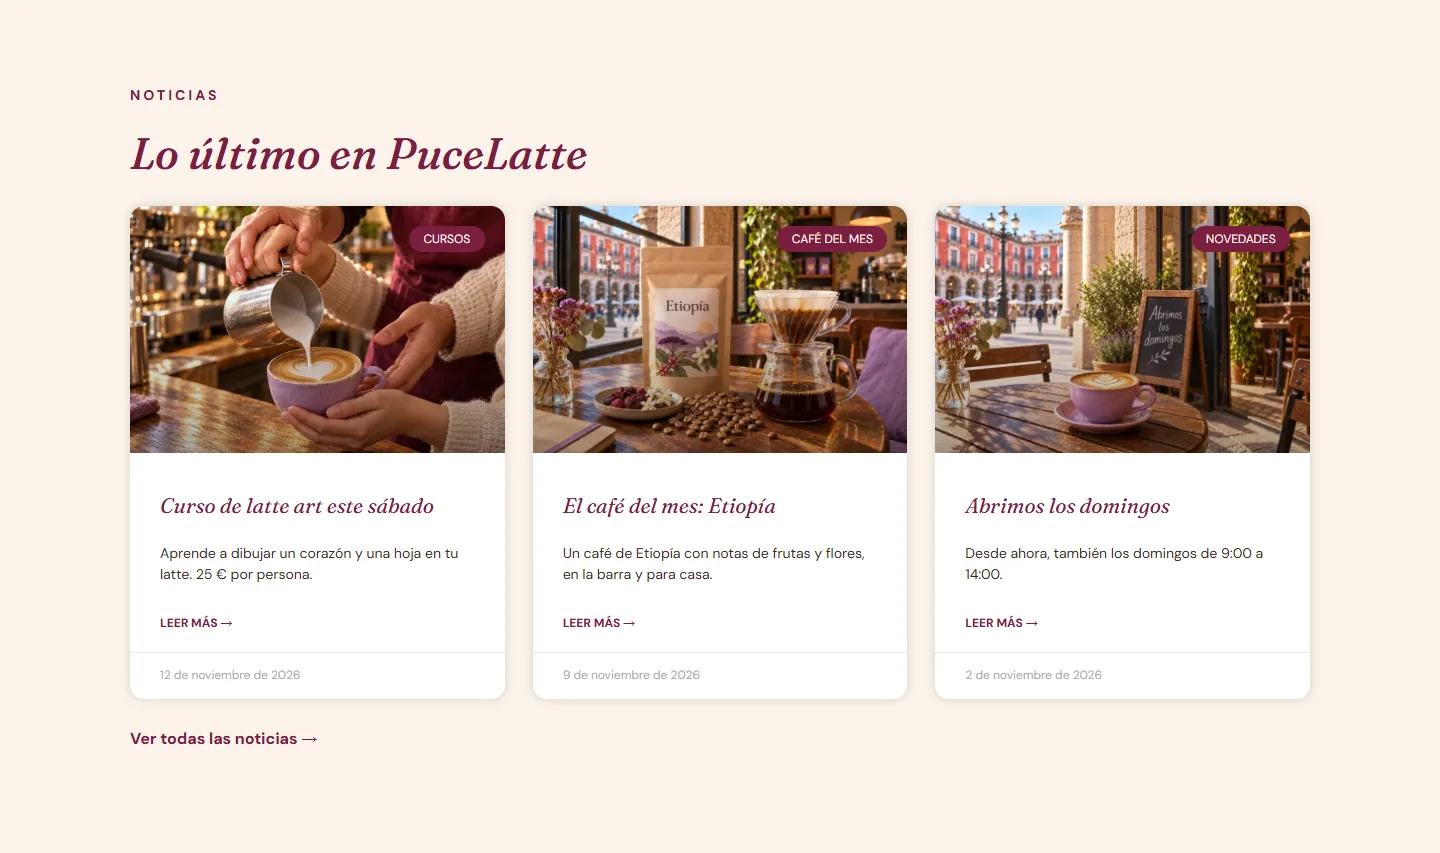 NOTICIAS
Lo último en PuceLatte
CURSOS
Curso de latte art este sábado
Aprende a dibujar un corazón y una hoja en tu
latte. 25 € por persona.
LEER MÁS →
12 de noviembre de 2026
CAFÉ DEL MES
Etiopía
El café del mes: Etiopía
Un café de Etiopía con notas de frutas y flores,
en la barra y para casa.
LEER MÁS →
9 de noviembre de 2026
NOVEDADES
Abrimos
los
domingos
Abrimos los domingos
Desde ahora, también los domingos de 9:00 a
14:00.
LEER MÁS →
2 de noviembre de 2026
Ver todas las noticias →